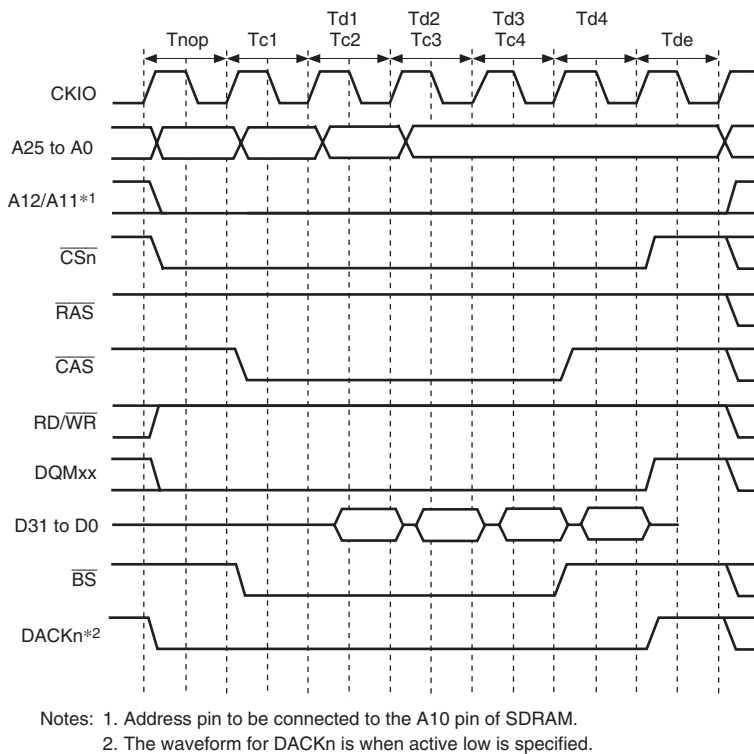 Td1 Td2 Td3 Td4
Tnop Tc1 Tc2 Tc3 Tc4 Tde
CKIO
A25 to A0
A12/A11*1
CSn
RAS
CAS
RD/WR
DQMxx
D31 to D0
BS
DACKn*2
Notes: 1. Address pin to be connected to the A10 pin of SDRAM.
2. The waveform for DACKn is when active low is specified.